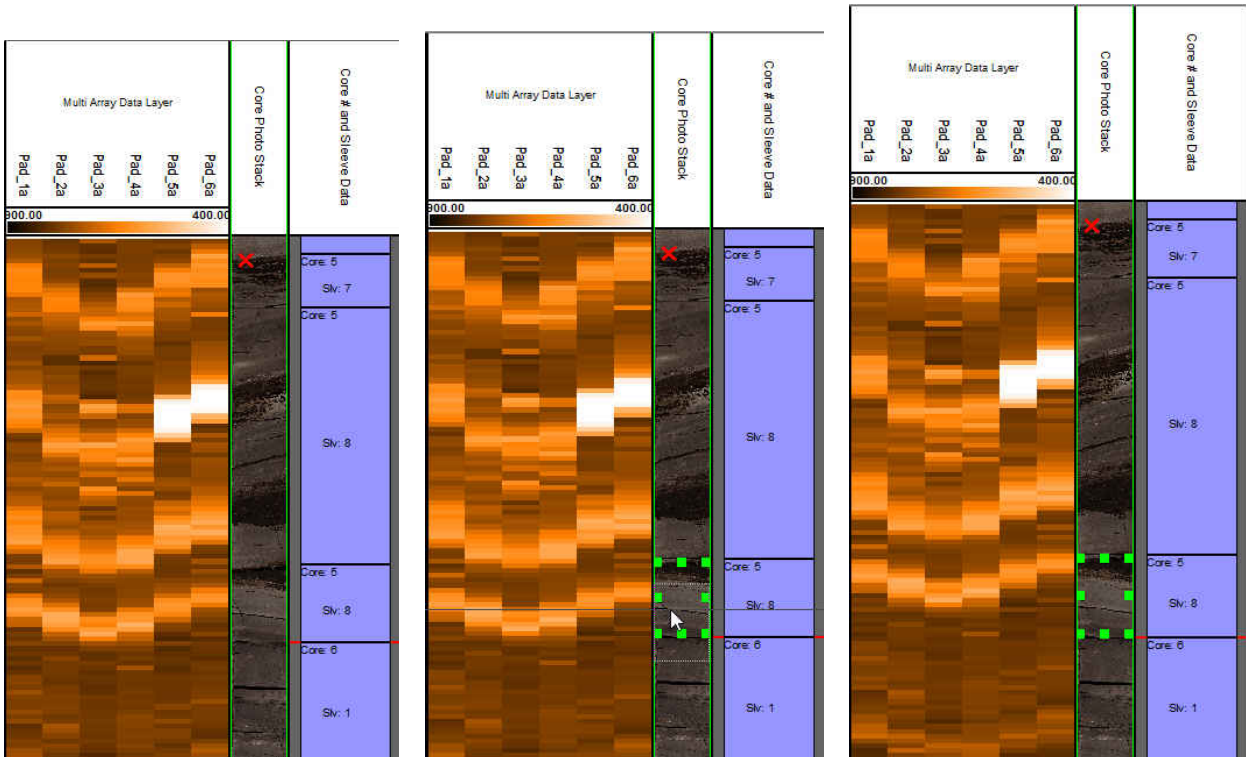 Multi Array Data Layer
Pad_1a
Pad_2a
Pad_3a
Pad_4a
Pad_5a
Pad_6a
900.00 400.00
Core Photo Stack
Core # and Sleeve Data
Core: 5
Slv: 7
Core: 5
Slv: 8
Core: 5
Slv: 8
Core: 6
Slv: 1
Multi Array Data Layer
Pad_1a
Pad_2a
Pad_3a
Pad_4a
Pad_5a
Pad_6a
900.00 400.00
Core Photo Stack
Core # and Sleeve Data
Core: 5
Slv: 7
Core: 5
Slv: 8
Core: 5
Slv: 8
Core: 6
Slv: 1
Multi Array Data Layer
Pad_1a
Pad_2a
Pad_3a
Pad_4a
Pad_5a
Pad_6a
900.00 400.00
Core Photo Stack
Core # and Sleeve Data
Core: 5
Slv: 7
Core: 5
Slv: 8
Core: 5
Slv: 8
Core: 6
Slv: 1